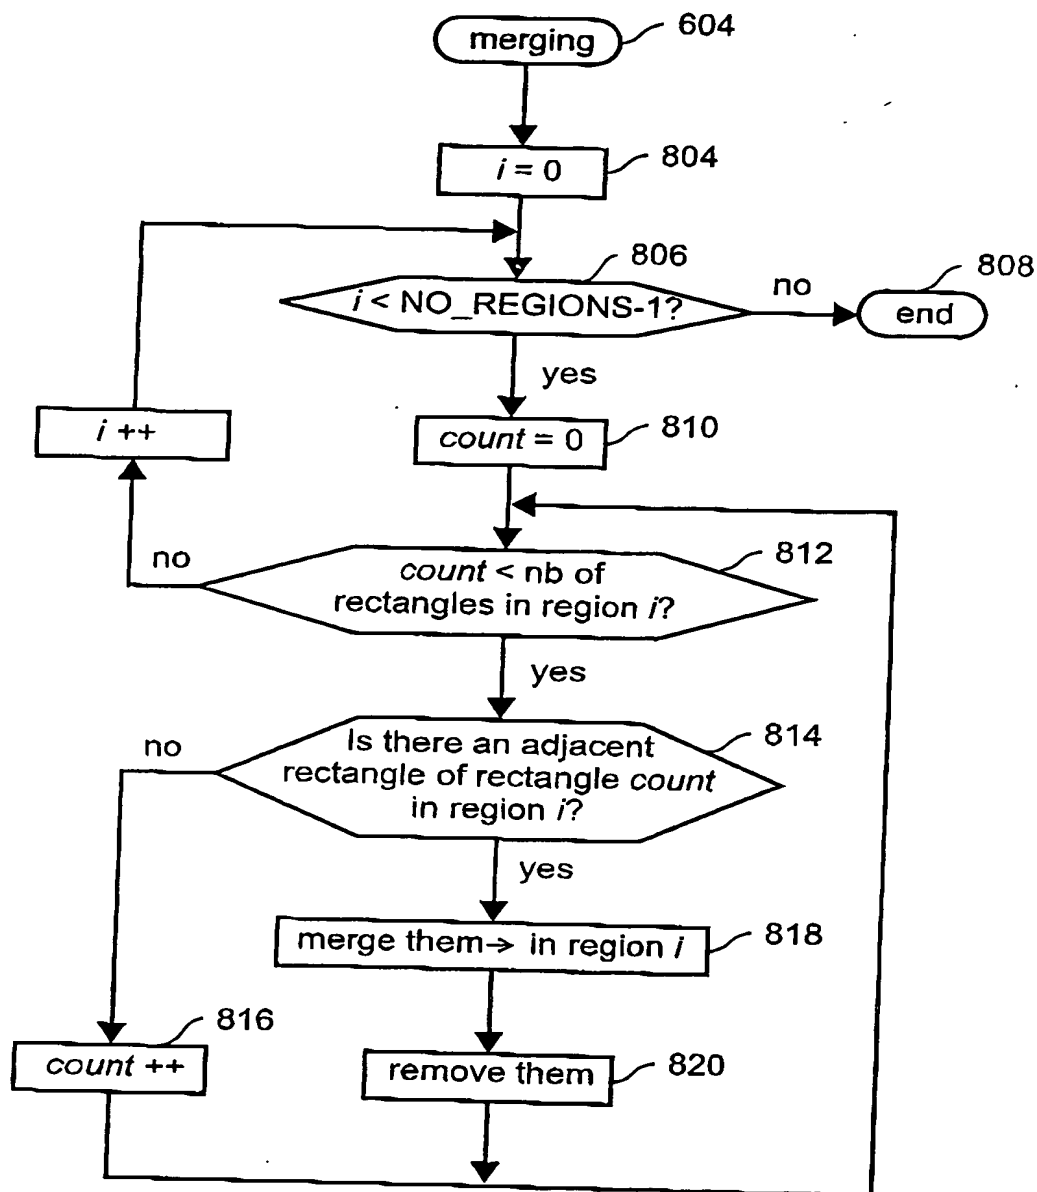 merging
604
i = 0
804
806
i < NO_REGIONS-1?
no
808
end
yes
i ++
count = 0
810
no
812
count < nb of
rectangles in region i?
yes
no
814
Is there an adjacent
rectangle of rectangle count
in region i?
yes
merge them→ in region i
818
816
count ++
remove them
820